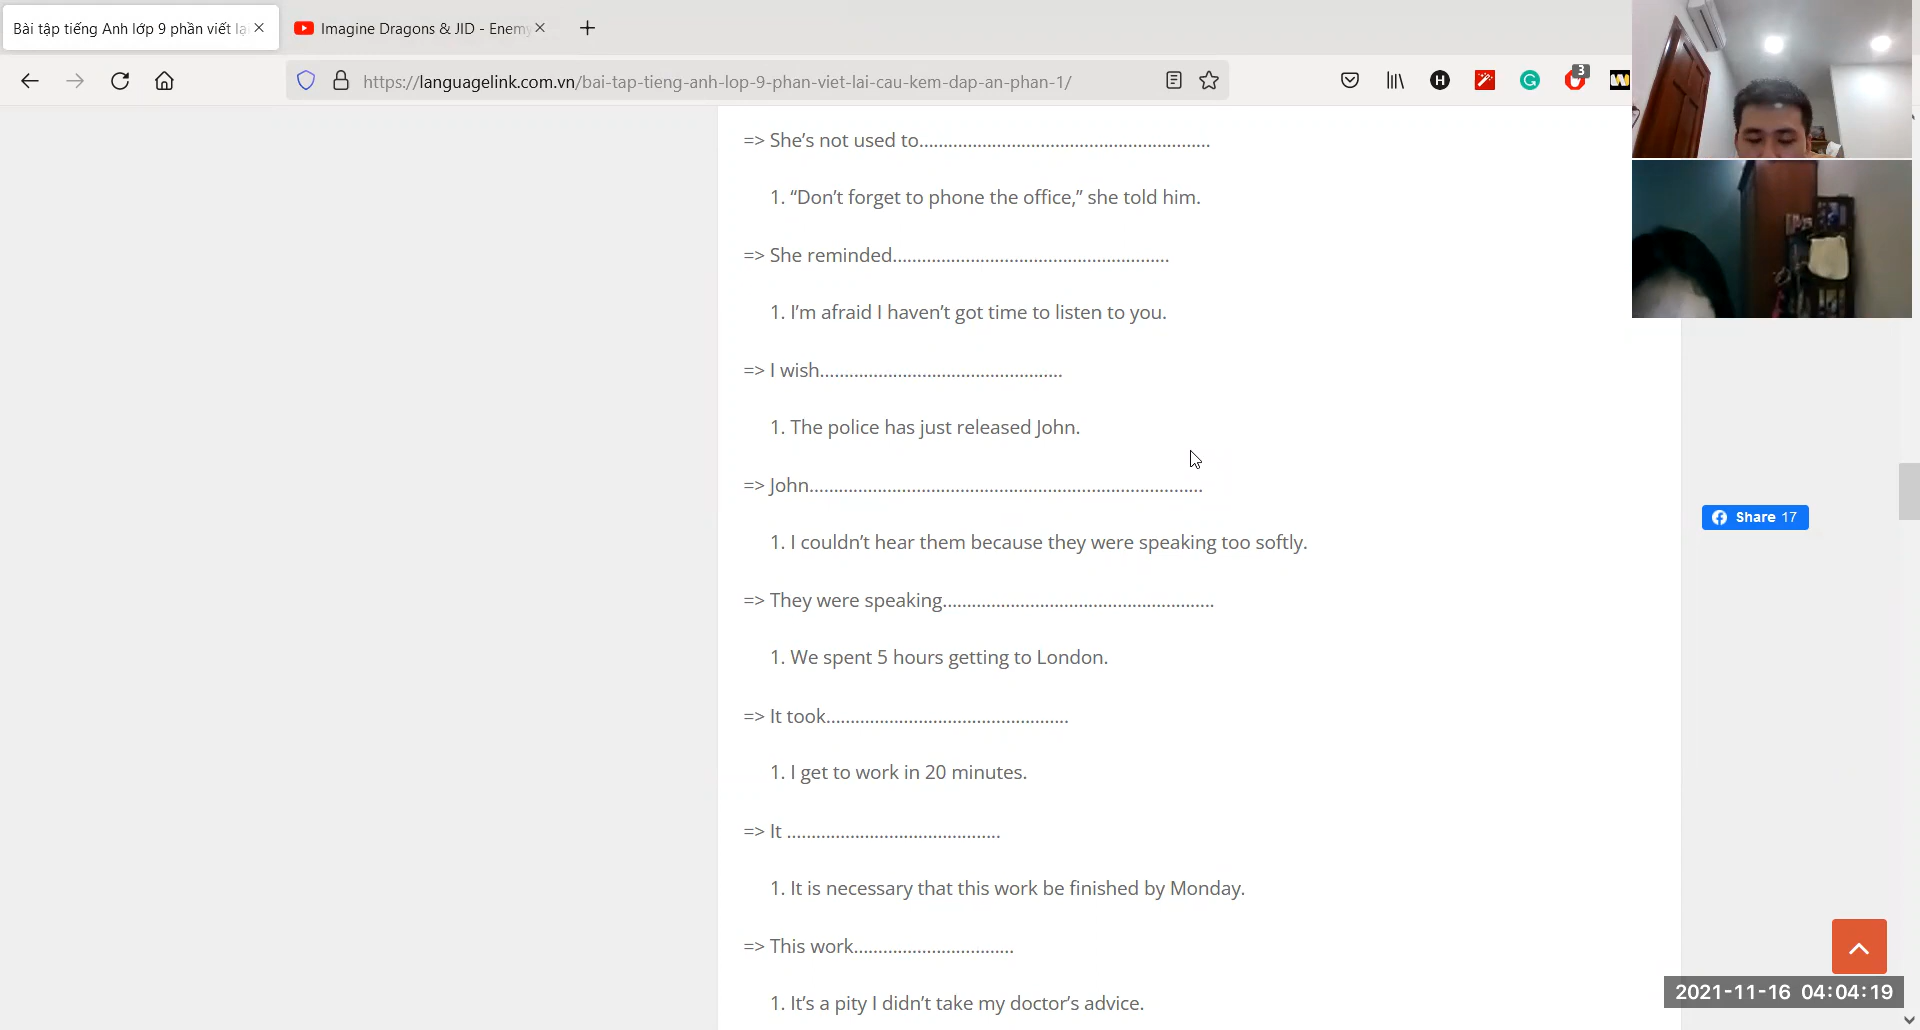 Bài tập tiếng Anh lớp 9 phần viết lạ
Imagine Dragons & JID - Enemy
https://languagelink.com.vn/bai-tap-tieng-anh-lop-9-phan-viet-lai-cau-kem-dap-an-phan-1/
3
=> She’s not used to............................................................
1. “Don’t forget to phone the office,” she told him.
=> She reminded.........................................................
1. I’m afraid I haven’t got time to listen to you.
=> I wish..................................................
1. The police has just released John.
=> John.................................................................................
1. I couldn’t hear them because they were speaking too softly.
=> They were speaking........................................................
1. We spent 5 hours getting to London.
=> It took..................................................
1. I get to work in 20 minutes.
=> It ............................................
1. It is necessary that this work be finished by Monday.
=> This work.................................
1. It’s a pity I didn’t take my doctor’s advice.
Share 17
2021-11-16 04:04:19